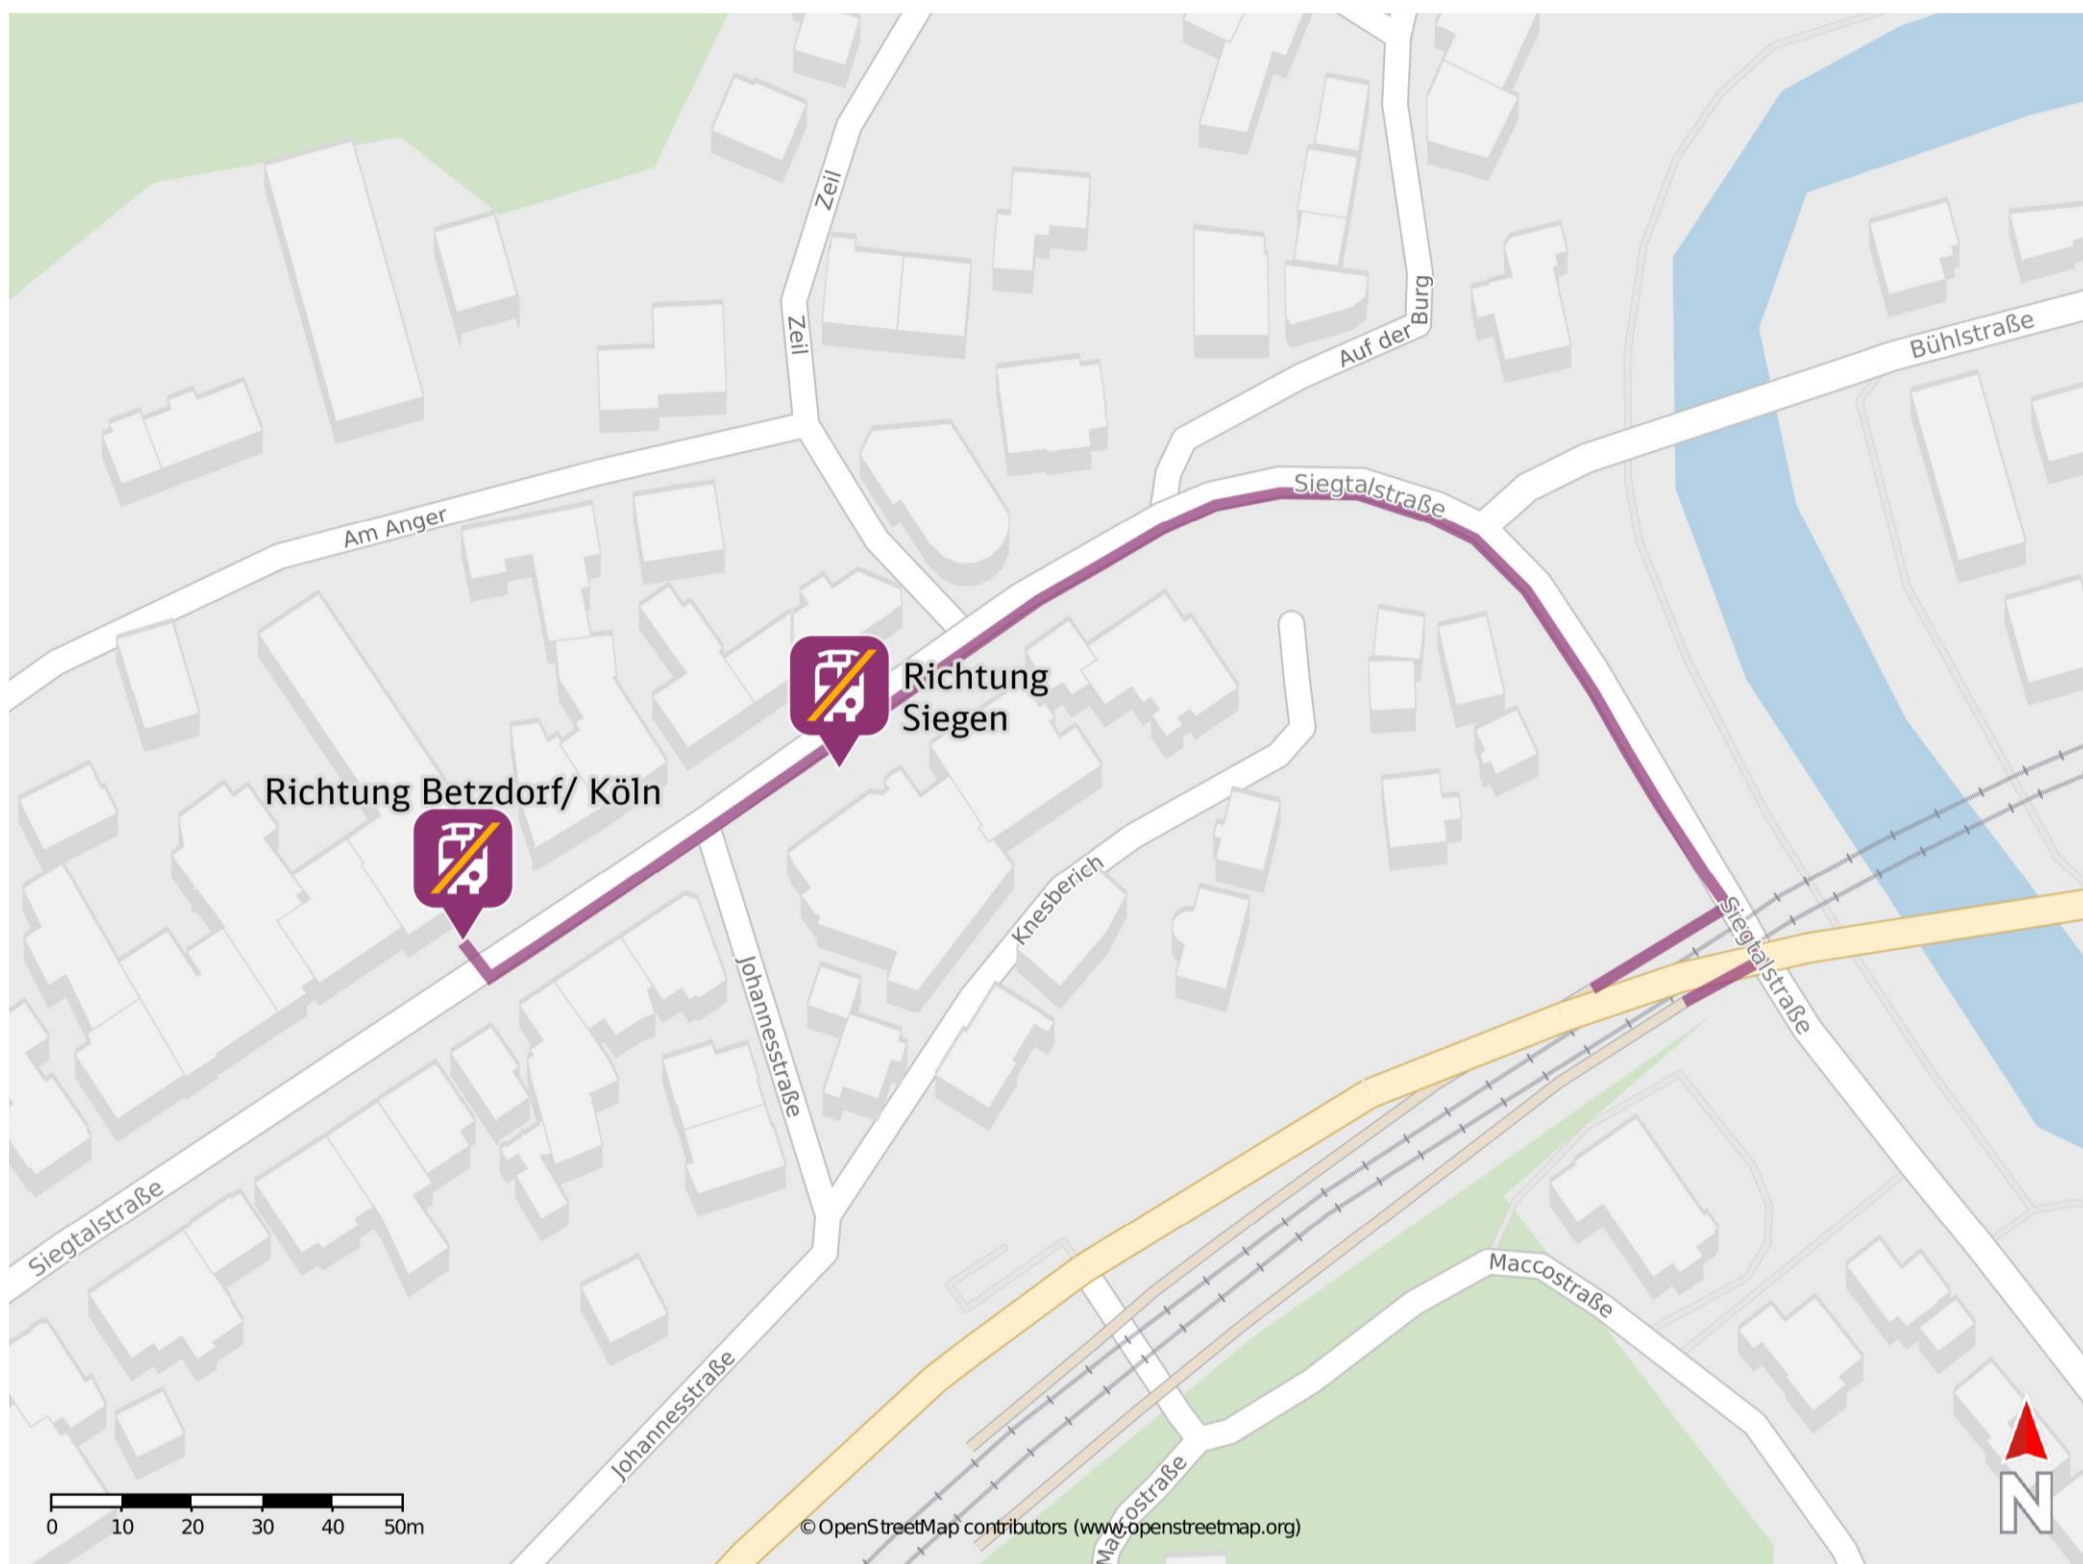 Zeil
Zeil
Auf der Burg
Bühlstraße
Siegtalstraße
Am Anger
Richtung
Siegen
Richtung Betzdorf/ Köln
Knesberich
Siegtalstraße
Johannesstraße
Siegtalstraße
Maccostraße
Johannesstraße
Maccostraße
0 10 20 30 40 50m
© OpenStreetMap contributors (www.openstreetmap.org)
N